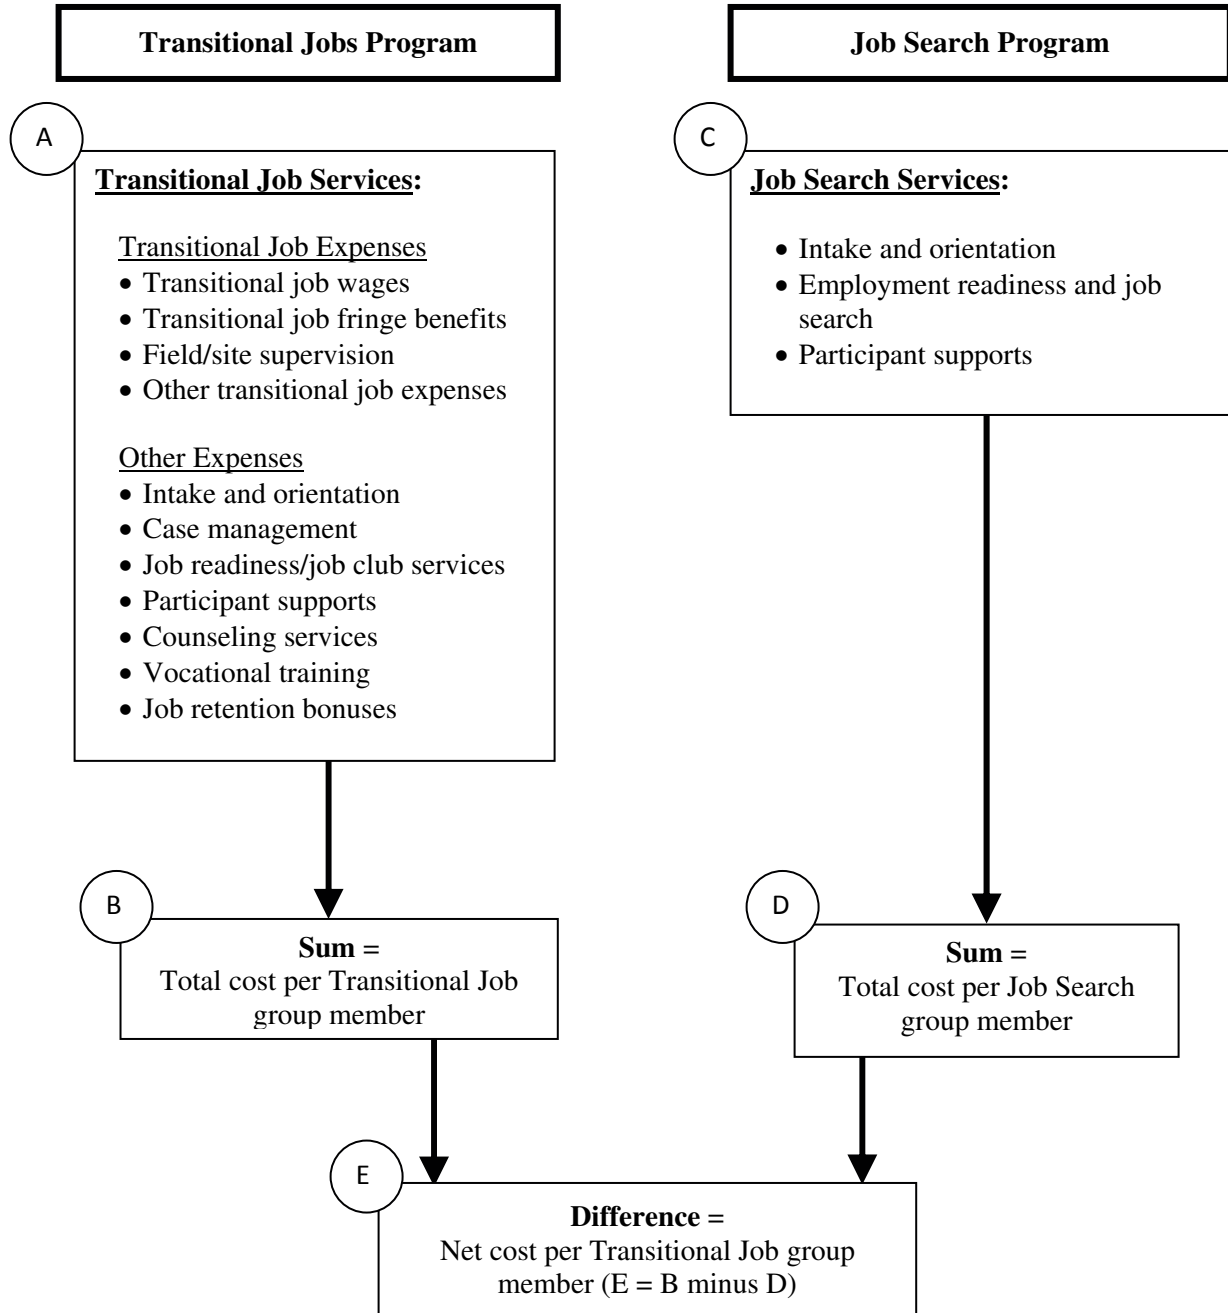 Transitional Jobs Program
Job Search Program
A
Transitional Job Services:
Transitional Job Expenses
• Transitional job wages
• Transitional job fringe benefits
• Field/site supervision
• Other transitional job expenses
Other Expenses
• Intake and orientation
• Case management
• Job readiness/job club services
• Participant supports
• Counseling services
• Vocational training
• Job retention bonuses
C
Job Search Services:
• Intake and orientation
• Employment readiness and job
search
• Participant supports
B
Sum =
Total cost per Transitional Job
group member
D
Sum =
Total cost per Job Search
group member
E
Difference =
Net cost per Transitional Job group
member (E = B minus D)